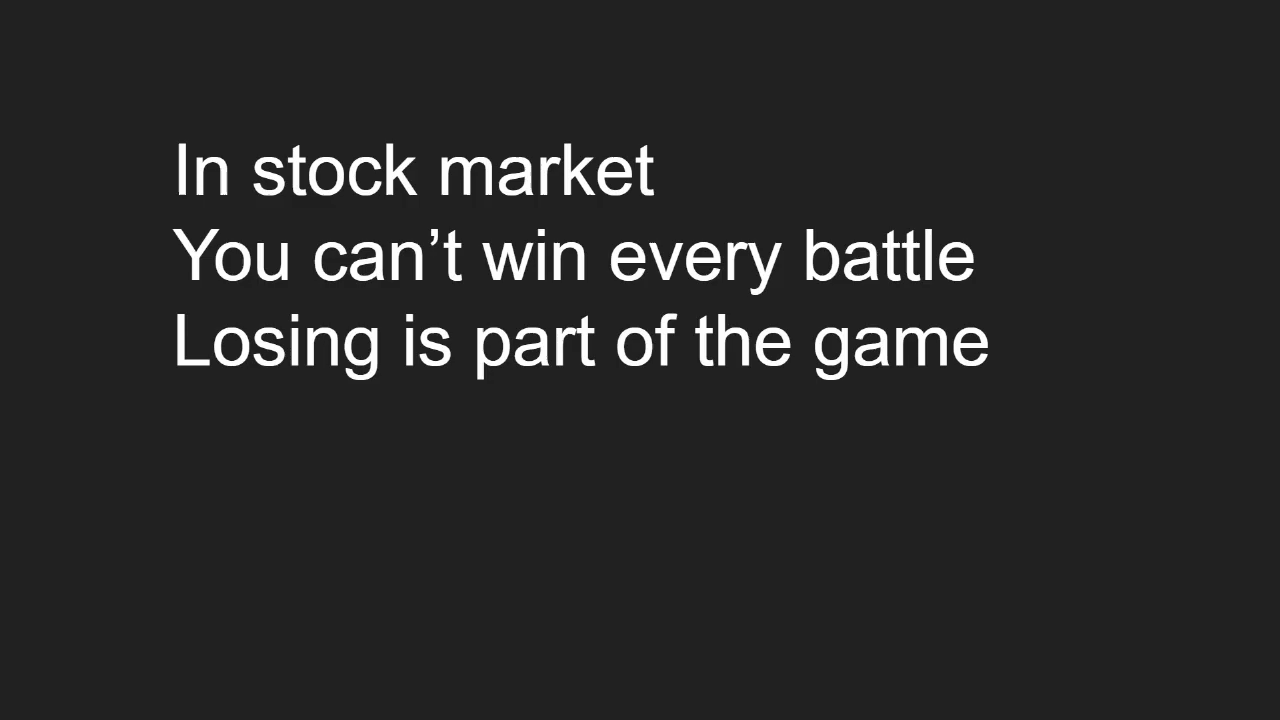 In stock market
You can’t win every battle
Losing is part of the game